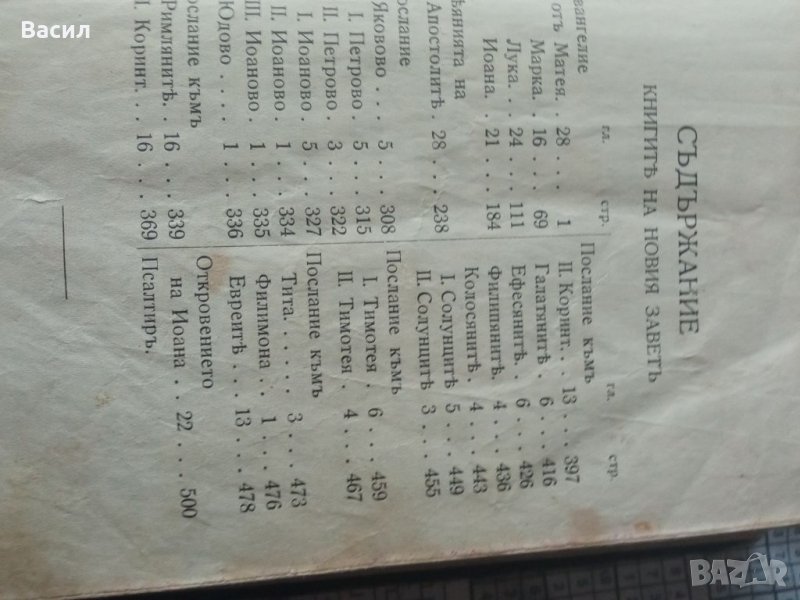 Васил
СЪДЪРЖАНИЕ
КНИГИТѢ НА НОВИЯ ЗАВЕТЪ
гл. стр.
вангелие
отъ Матея. . 28 . . . 1
Марка. . 16 . . . 69
Лука. . . 24 . . . 111
Иоана. . 21 . . . 184
ѣянията на
Апостолитѣ. 28 . . . 238
ослание
Яковово . . . 5 . . . 308
I. Петрово . 5 . . . 315
II. Петрово . 3 . . . 322
I. Иоаново . 5 . . . 327
II. Иоаново . 1 . . . 334
III. Иоаново . 1 . . . 335
Юдово . . . . 1 . . . 336
ослание къмъ
Римлянитѣ. 16 . . . 339
I. Коринт. . . 16 . . . 369
гл. стр.
Послание къмъ
II. Коринт. . . 13 . . . 397
Галатянитѣ . 6 . . . 416
Ефесянитѣ. . 6 . . . 426
Филипянитѣ. 4 . . . 436
Колосянитѣ . 4 . . . 443
I. Солунцитѣ 5 . . . 449
II. Солунцитѣ 3 . . . 455
Послание къмъ
I. Тимотея . 6 . . . 459
II. Тимотея . 4 . . . 467
Послание къмъ
Тита. . . . . . 3 . . . 473
Филимона . . 1 . . . 476
Евреитѣ . . . 13 . . . 478
Откровението
на Иоана . . 22 . . . 500
Псалтиръ.
BAZAR